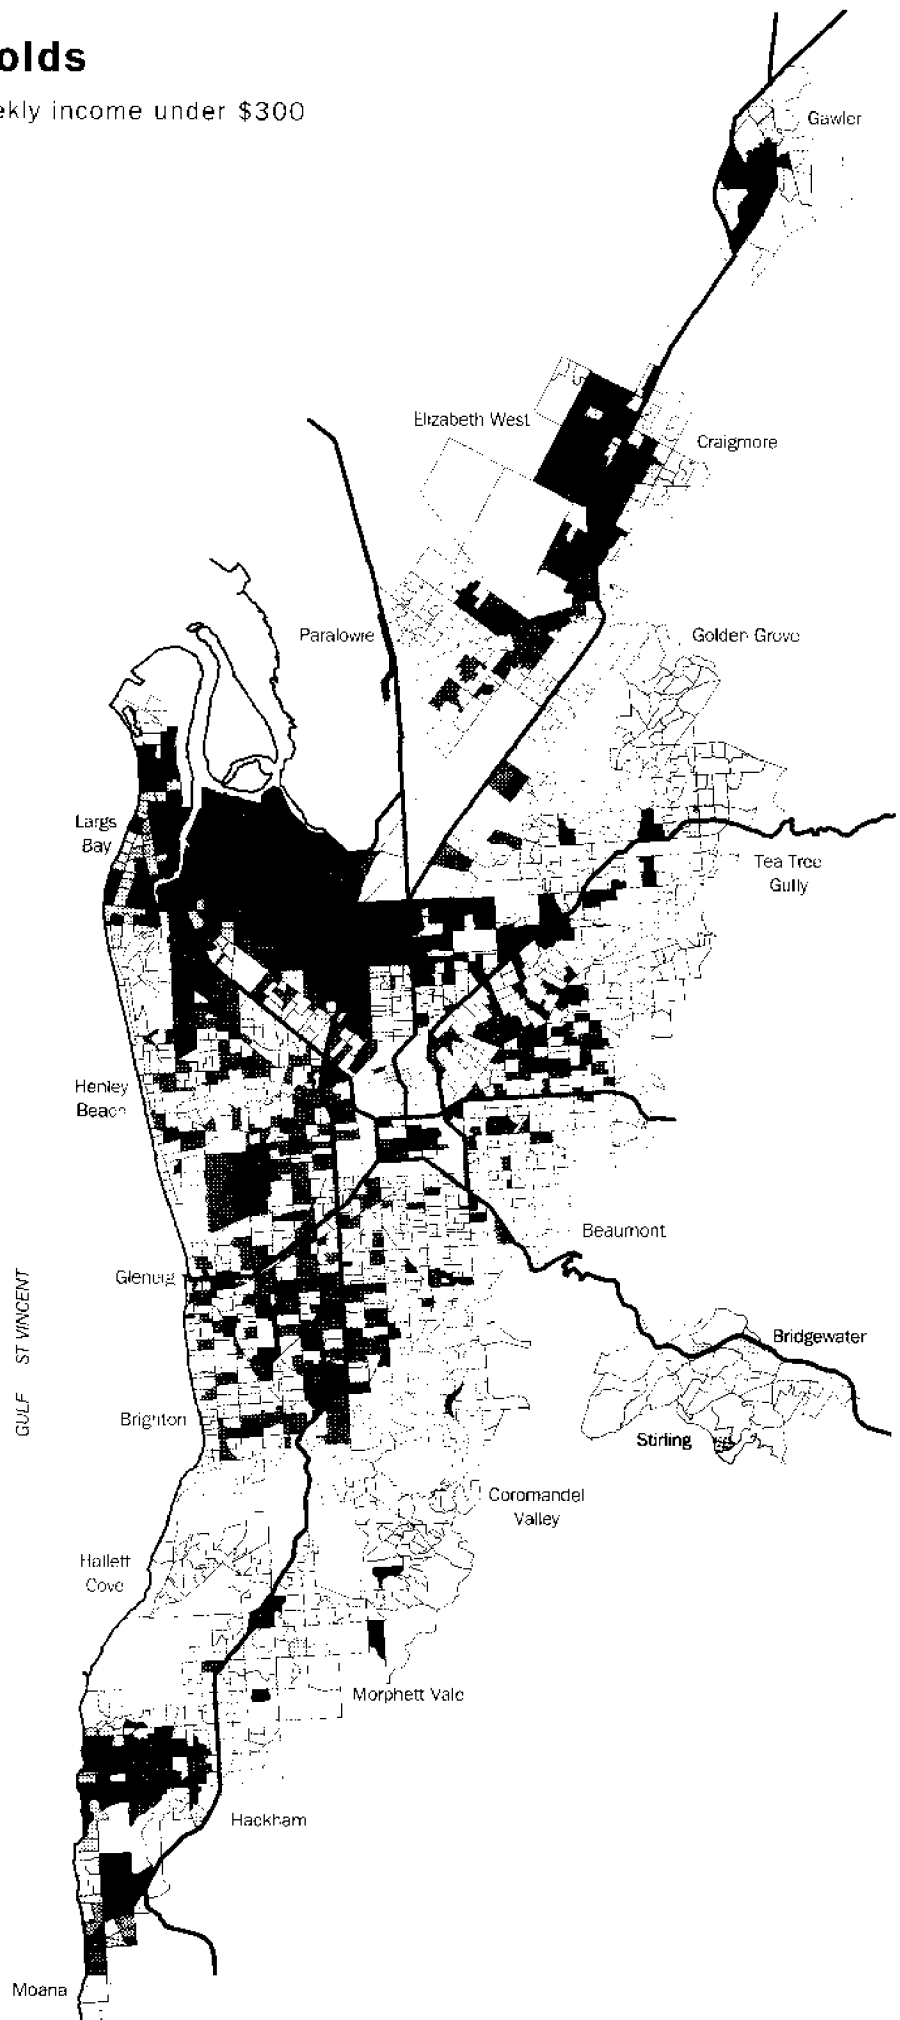 olds
ekly income under $300
Gawler
Elizabeth West
Craigmore
Paralowie
Golden Grove
Largs
Bay
Tea Tree
Gully
Henley
Beach
Beaumont
Glenelg
GULF ST VINCENT
Bridgewater
Brighton
Stirling
Coromandel
Valley
Hallett
Cove
Morphett Vale
Hackham
Moana